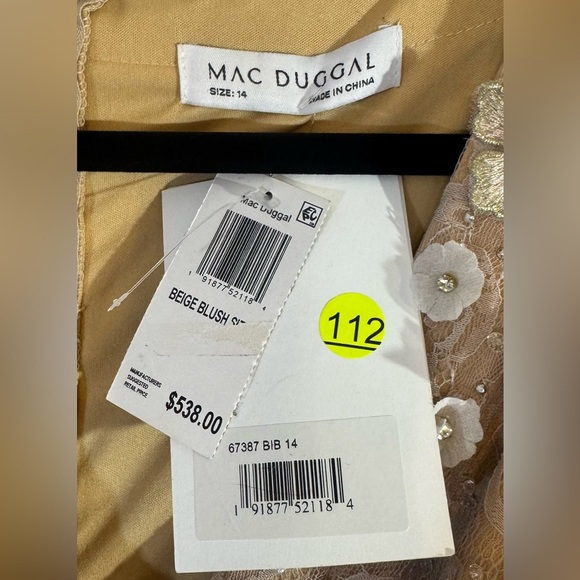 MAC DUGGAL
SIZE: 14
MADE IN CHINA
Mac Duggal
1 91877 52118 4
BEIGE BLUSH
MANUFACTURERS
SUGGESTED
RETAIL PRICE
$538.00
112
67387 BIB 14
1 91877 52118 4